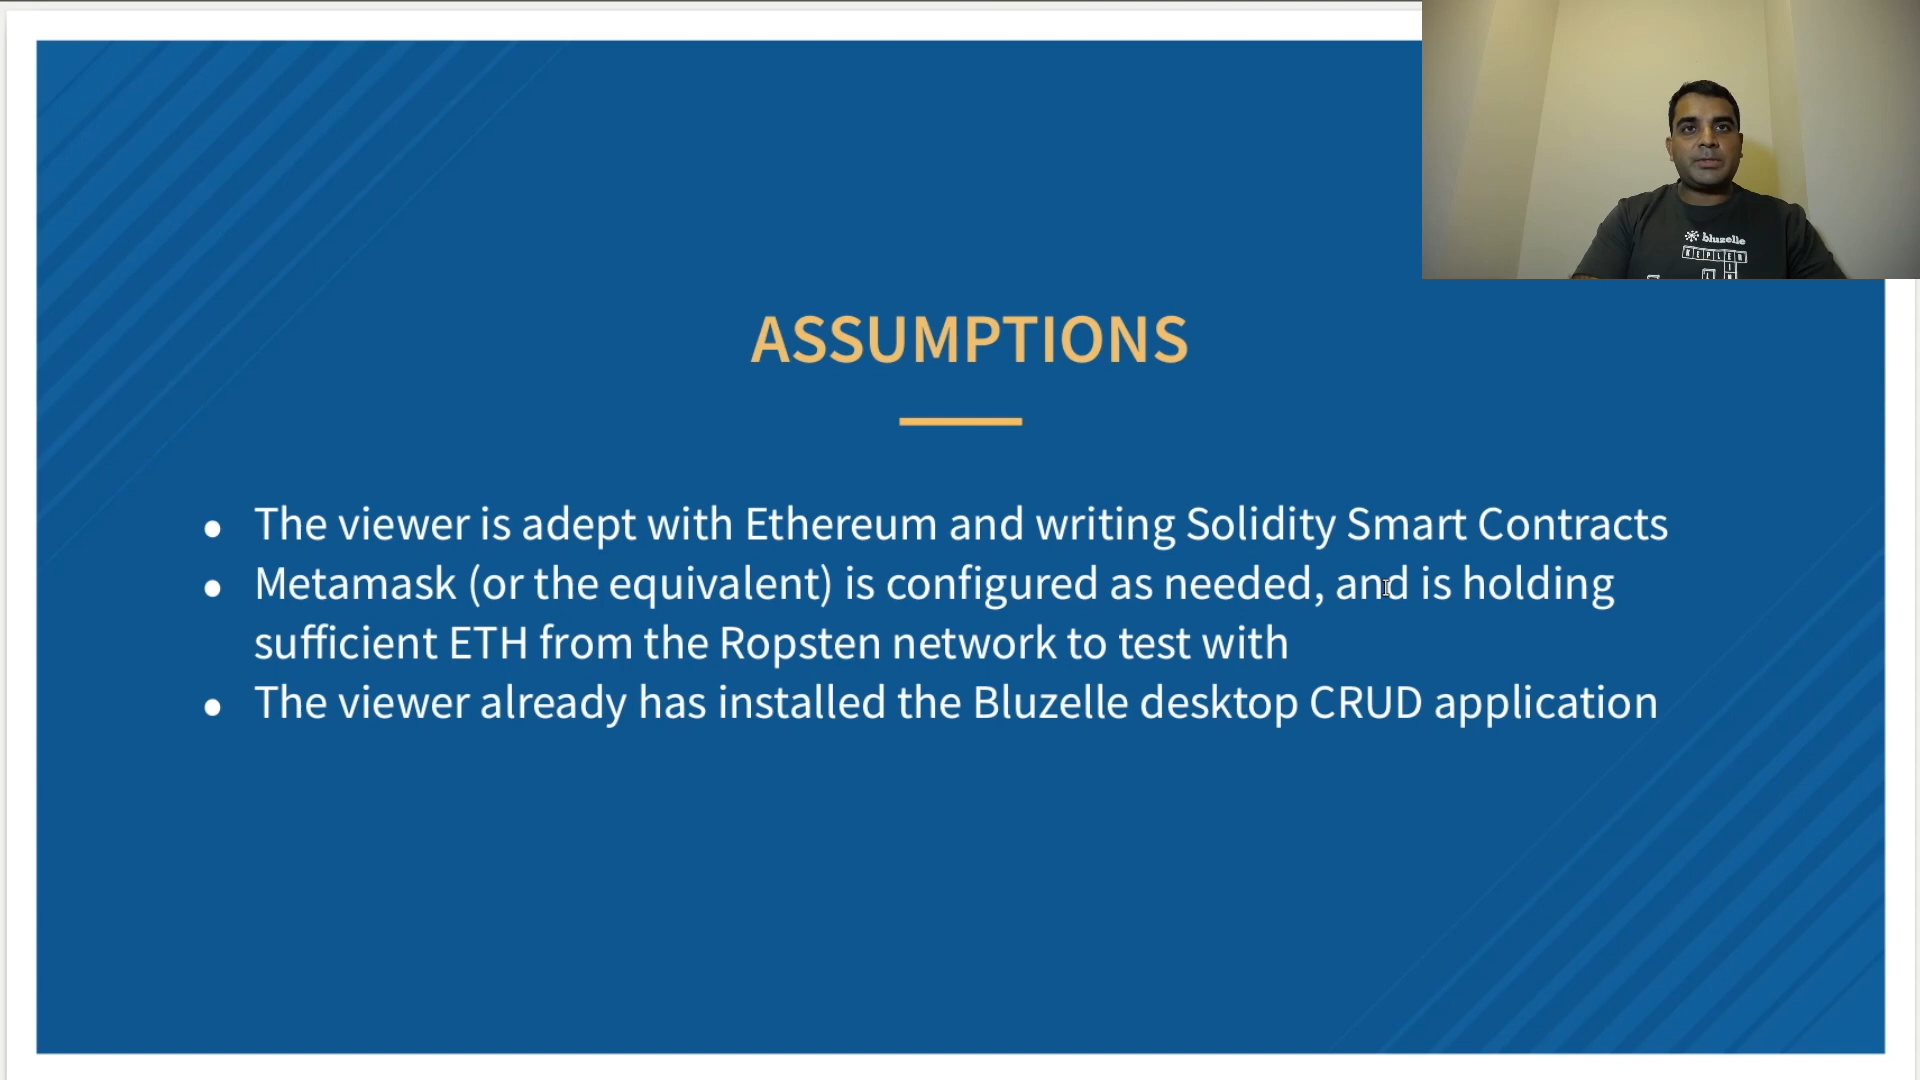 bluzelle
KEPLER
ASSUMPTIONS
● The viewer is adept with Ethereum and writing Solidity Smart Contracts
● Metamask (or the equivalent) is configured as needed, and is holding
sufficient ETH from the Ropsten network to test with
● The viewer already has installed the Bluzelle desktop CRUD application